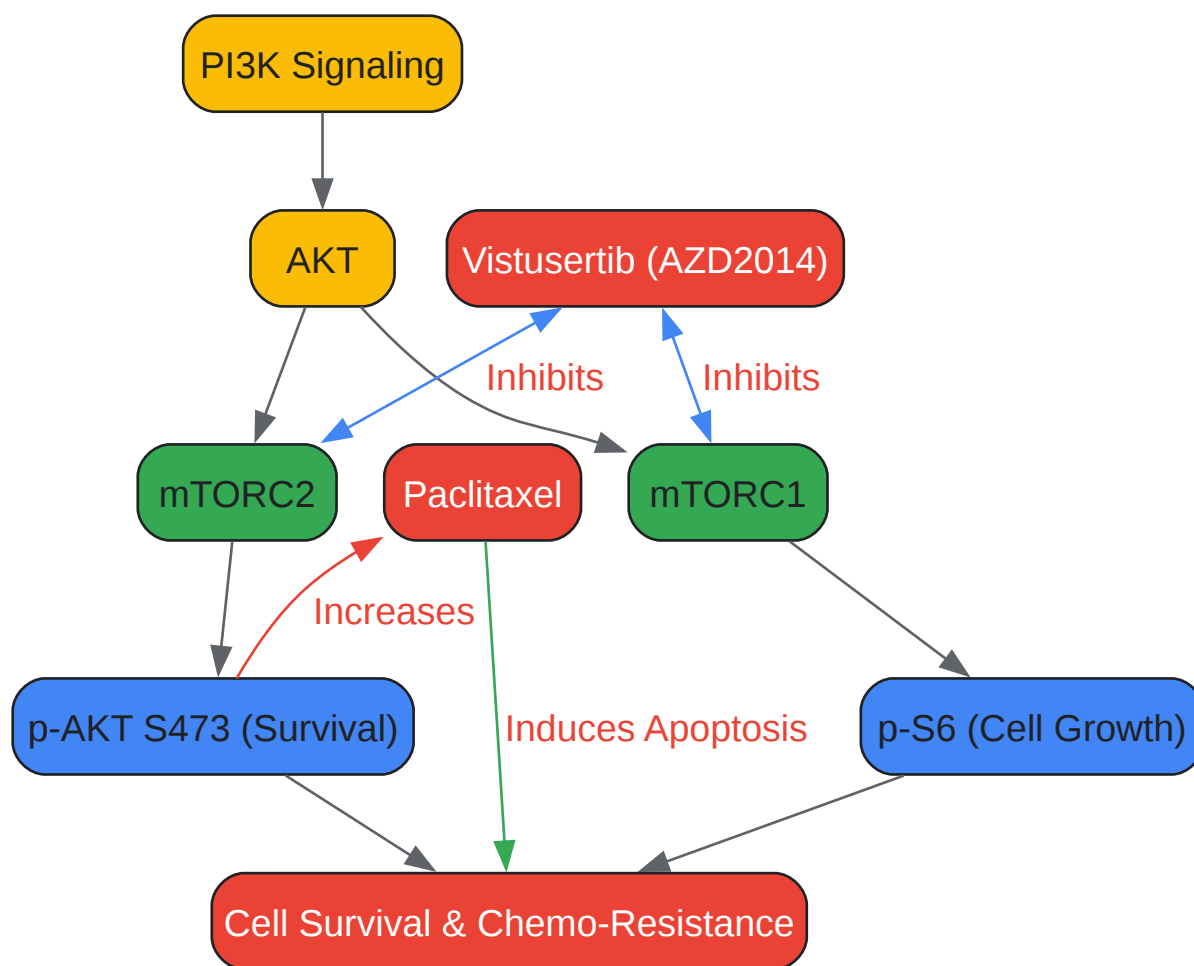 PI3K Signaling
AKT
Vistusertib (AZD2014)
Inhibits
Inhibits
mTORC2
Paclitaxel
mTORC1
Increases
p-AKT S473 (Survival)
Induces Apoptosis
p-S6 (Cell Growth)
Cell Survival & Chemo-Resistance